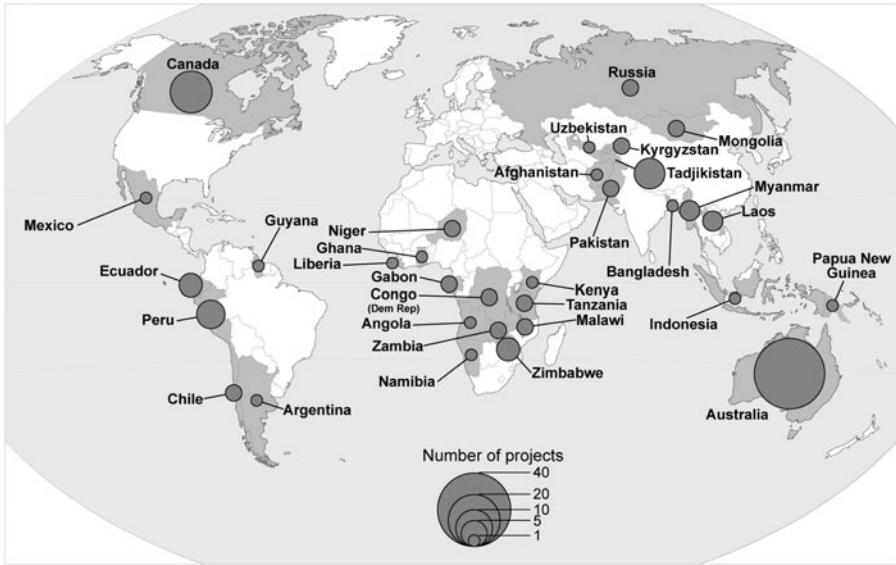 Canada
Russia
Uzbekistan
Mongolia
Kyrgyzstan
Afghanistan
Tadjikistan
Myanmar
Mexico
Guyana
Niger
Laos
Ghana
Pakistan
Liberia
Bangladesh
Papua New
Guinea
Ecuador
Gabon
Kenya
Congo
(Dem Rep)
Tanzania
Peru
Angola
Malawi
Indonesia
Zambia
Namibia
Zimbabwe
Chile
Argentina
Australia
Number of projects
40
20
10
5
1